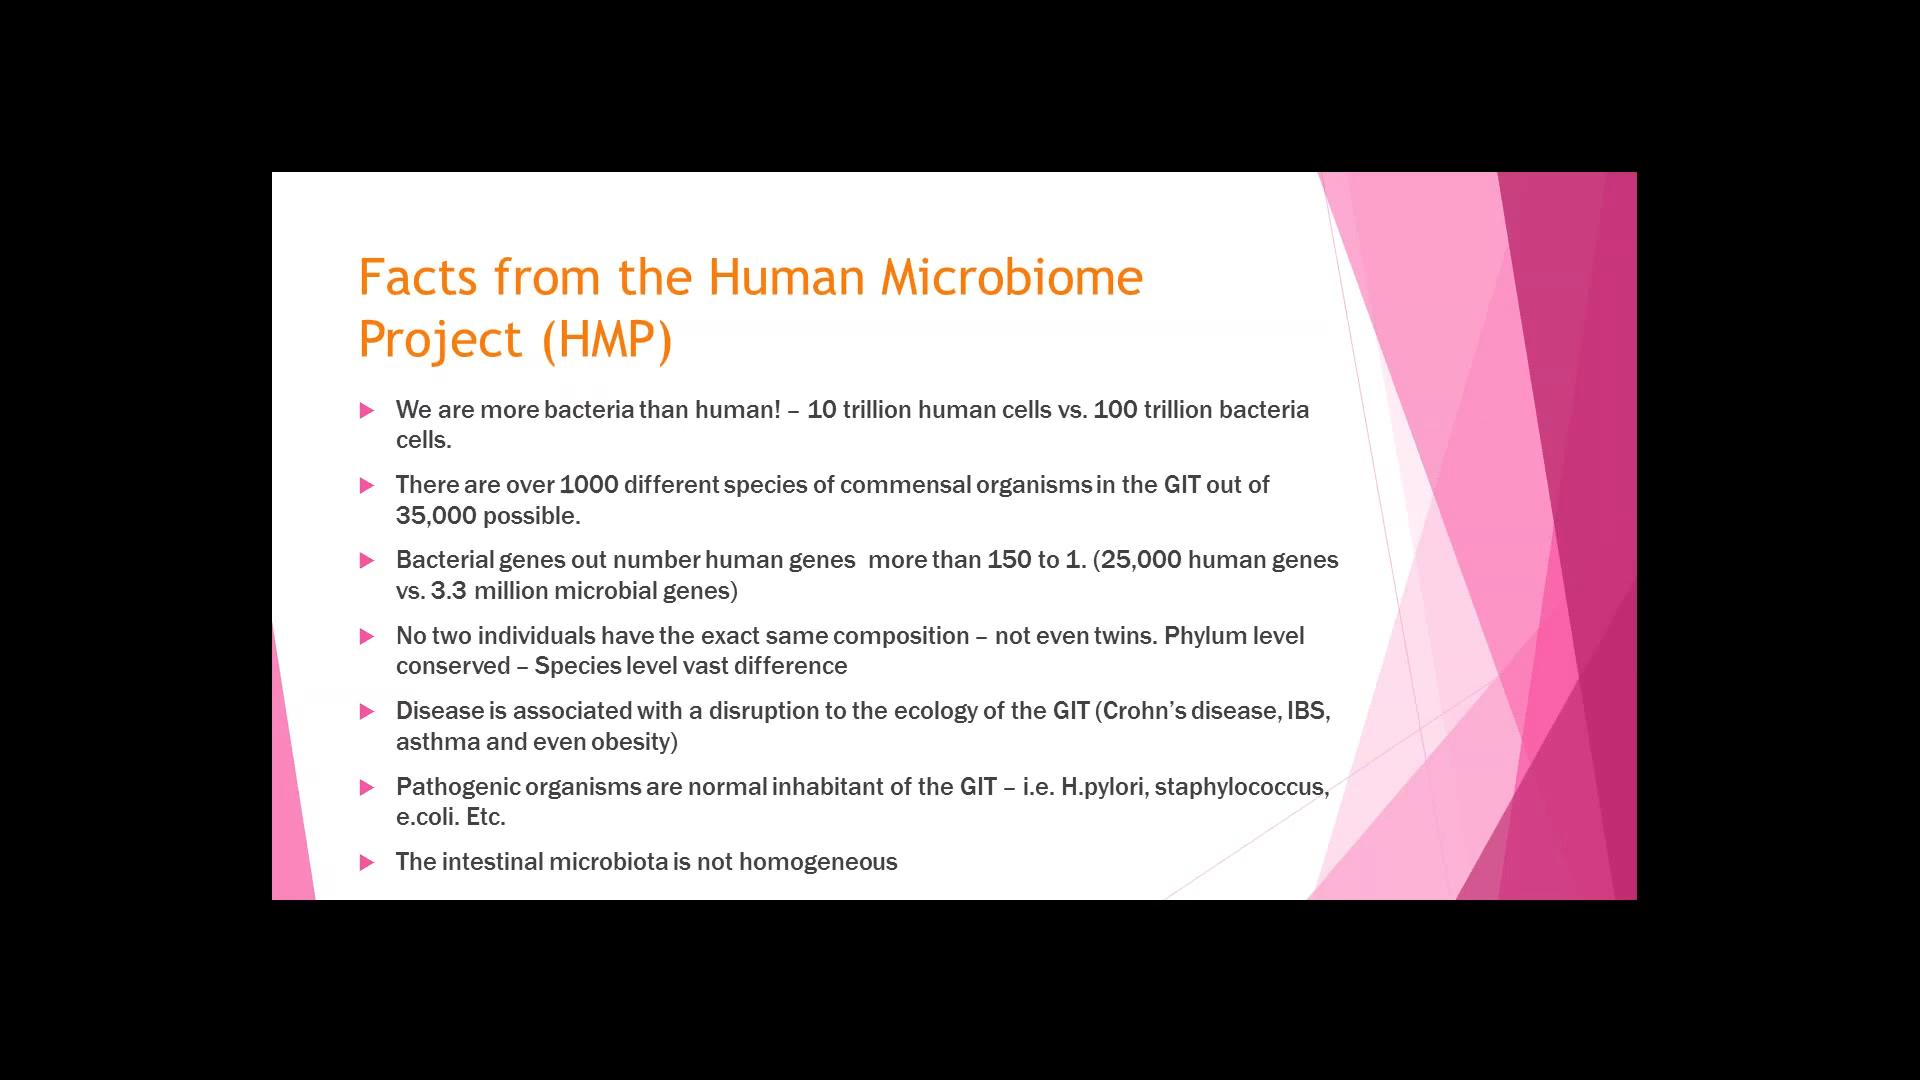 Facts from the Human Microbiome
Project (HMP)
We are more bacteria than human! – 10 trillion human cells vs. 100 trillion bacteria
cells.
There are over 1000 different species of commensal organisms in the GIT out of
35,000 possible.
Bacterial genes out number human genes  more than 150 to 1. (25,000 human genes
vs. 3.3 million microbial genes)
No two individuals have the exact same composition – not even twins. Phylum level
conserved – Species level vast difference
Disease is associated with a disruption to the ecology of the GIT (Crohn’s disease, IBS,
asthma and even obesity)
Pathogenic organisms are normal inhabitant of the GIT – i.e. H.pylori, staphylococcus,
e.coli. Etc.
The intestinal microbiota is not homogeneous